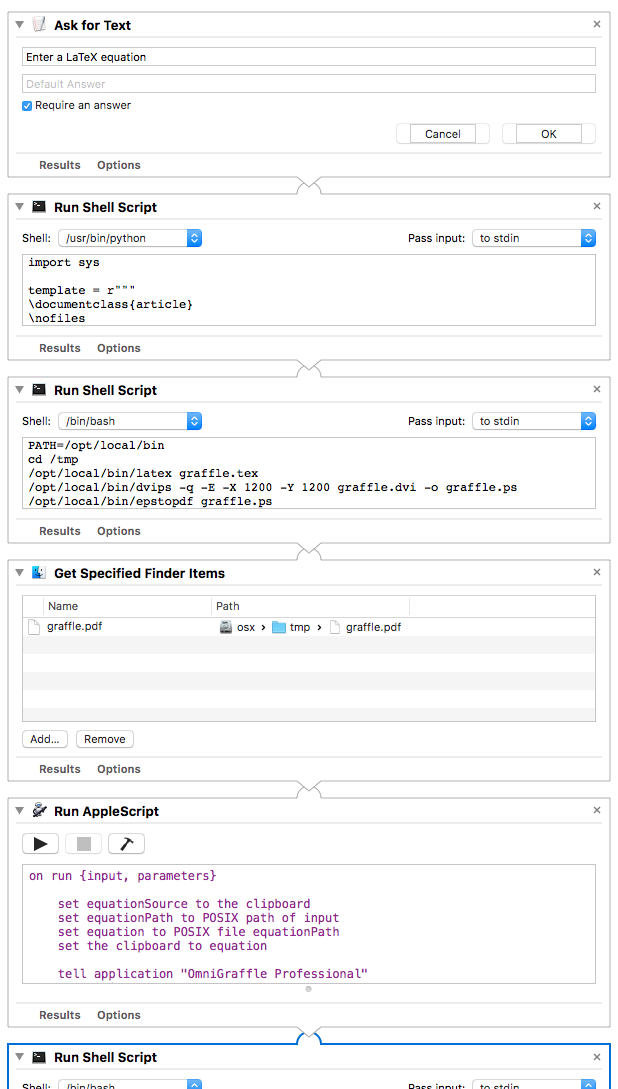 Ask for Text
Enter a LaTeX equation
Default Answer
Require an answer
Cancel OK
Results Options
Run Shell Script
Shell: /usr/bin/python Pass input: to stdin
import sys
template = r"""
\documentclass{article}
\nofiles
Results Options
Run Shell Script
Shell: /bin/bash Pass input: to stdin
PATH=/opt/local/bin
cd /tmp
/opt/local/bin/latex graffle.tex
/opt/local/bin/dvips -q -E -X 1200 -Y 1200 graffle.dvi -o graffle.ps
/opt/local/bin/epstopdf graffle.ps
Results Options
Get Specified Finder Items
Name Path
graffle.pdf osx › tmp › graffle.pdf
Add... Remove
Results Options
Run AppleScript
on run {input, parameters}
set equationSource to the clipboard
set equationPath to POSIX path of input
set equation to POSIX file equationPath
set the clipboard to equation
tell application "OmniGraffle Professional"
Results Options
Run Shell Script
Shell: /bin/bash Pass input: to stdin